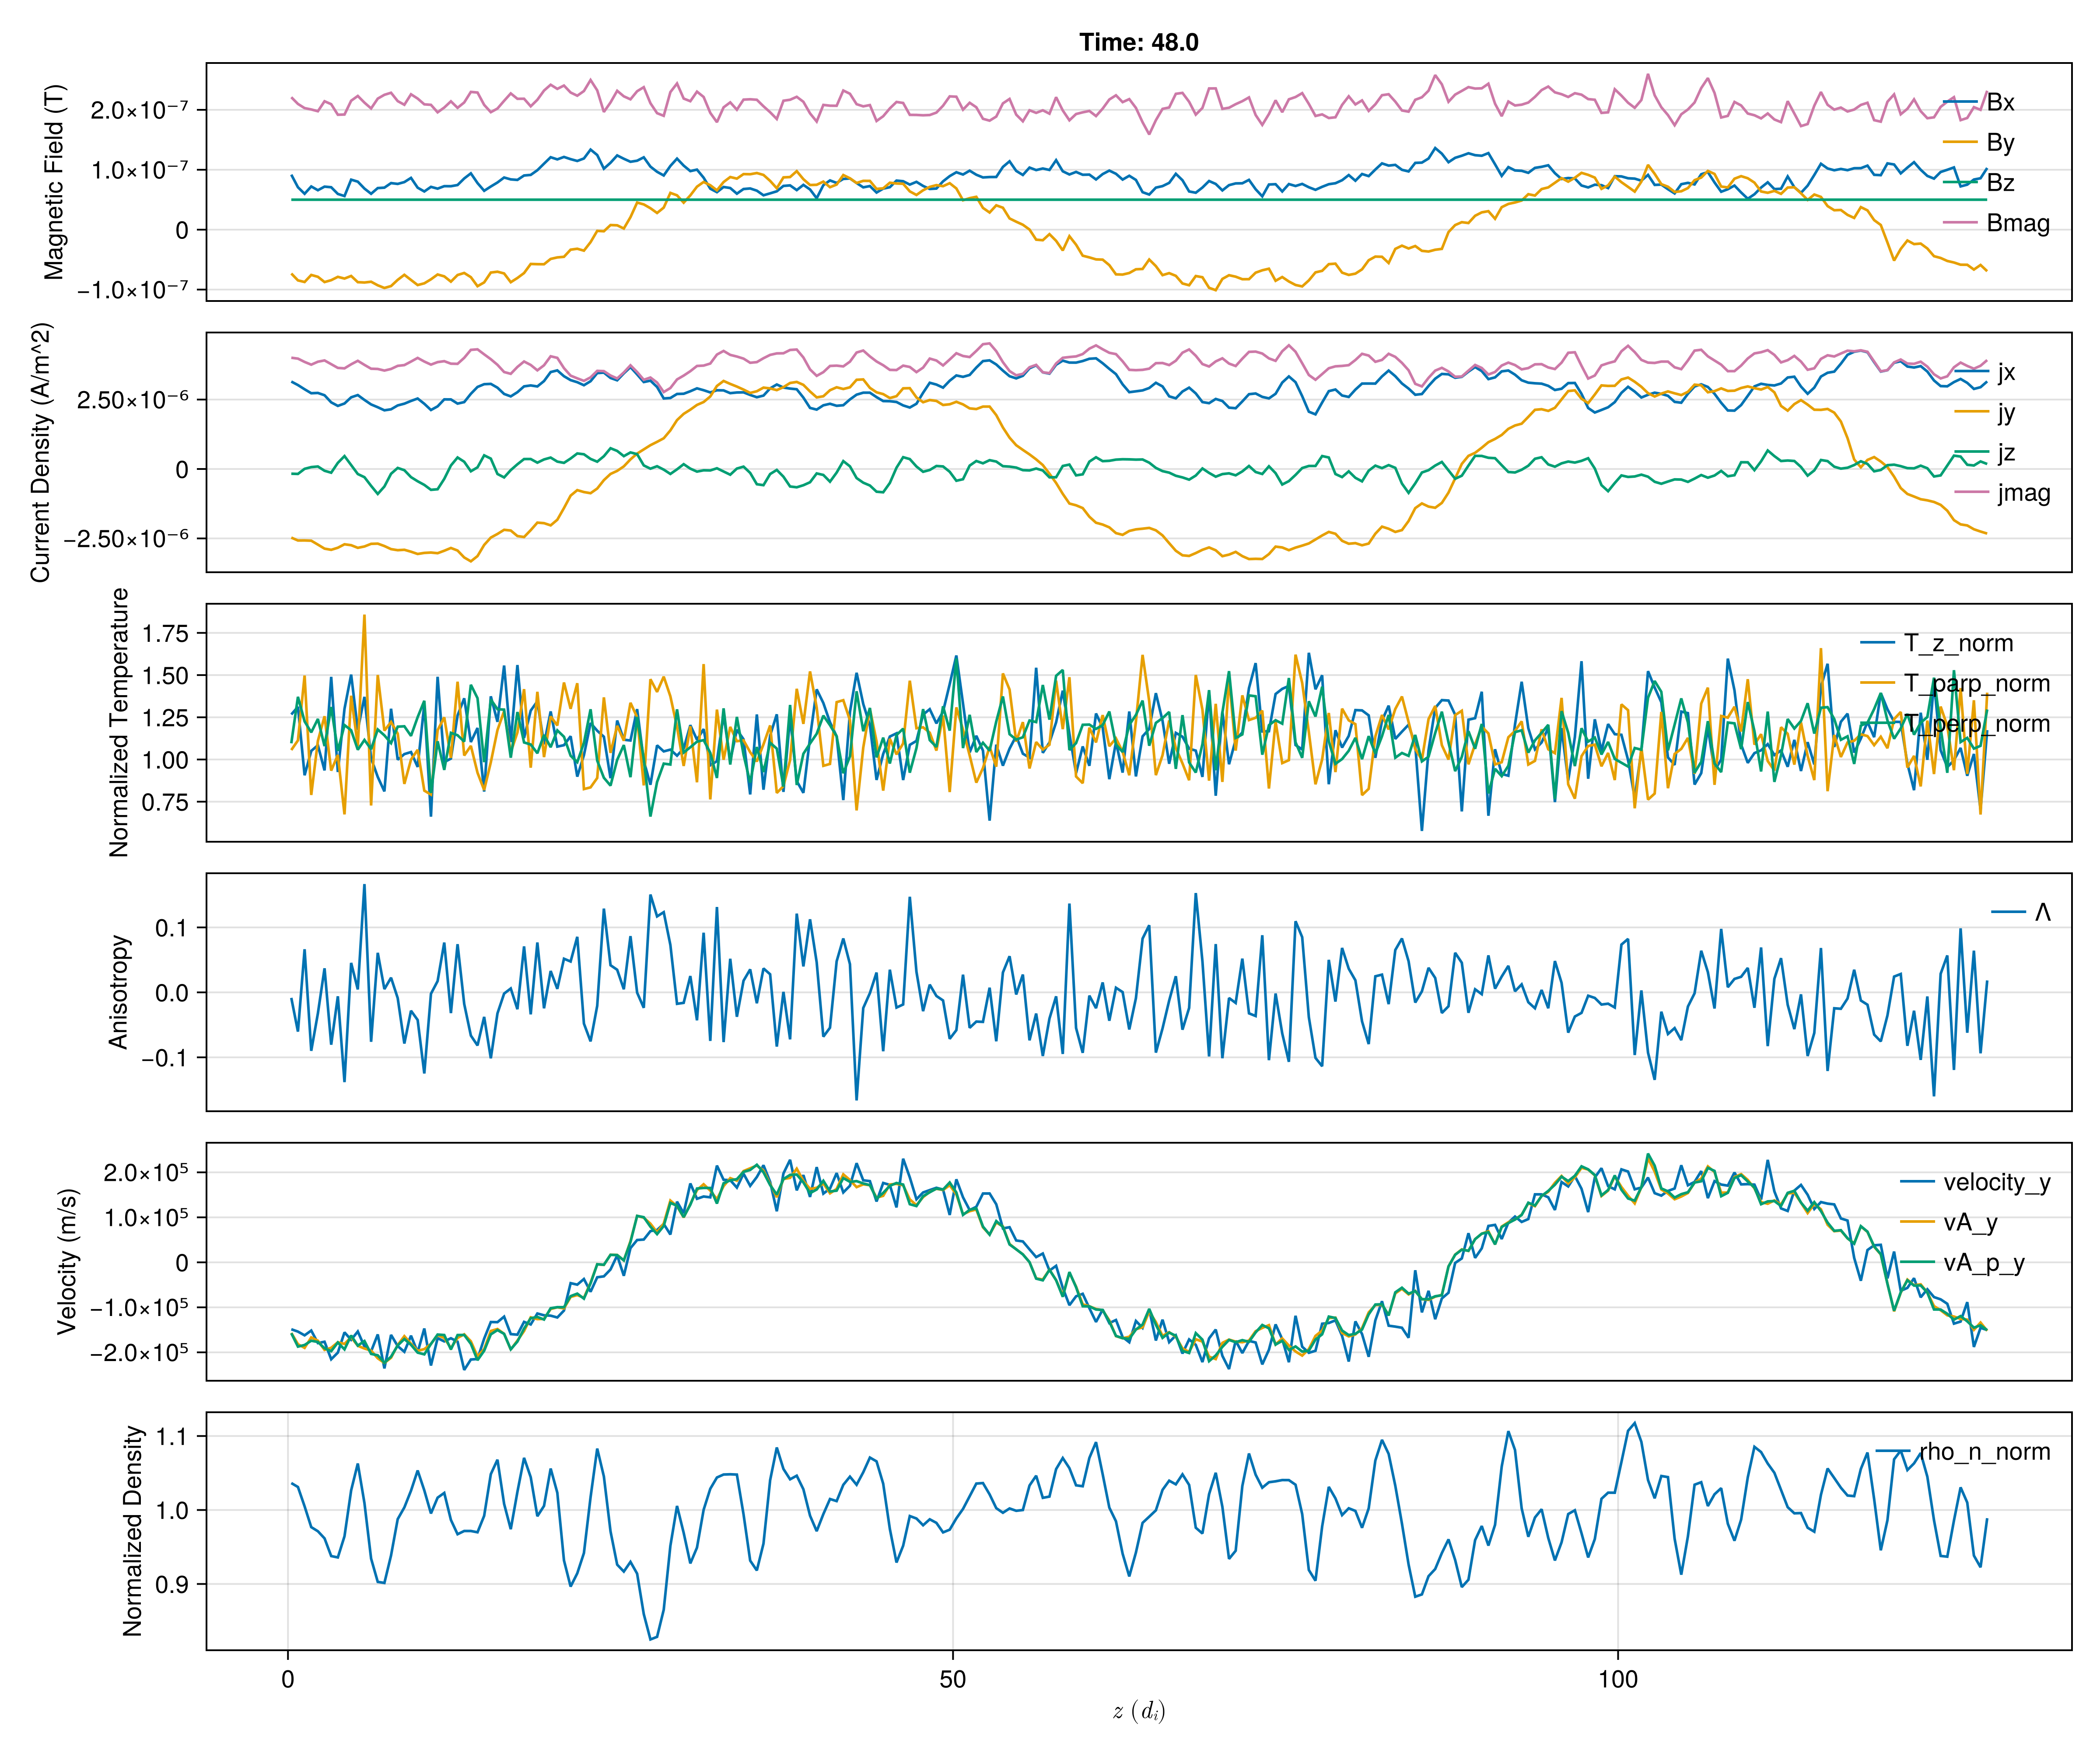 Time: 48.0
Magnetic Field (T)
2.0×10⁻⁷
1.0×10⁻⁷
0
−1.0×10⁻⁷
Bx
By
Bz
Bmag
Current Density (A/m^2)
2.50×10⁻⁶
0
−2.50×10⁻⁶
jx
jy
jz
jmag
Normalized Temperature
1.75
1.50
1.25
1.00
0.75
T_z_norm
T_parp_norm
T_perp_norm
Anisotropy
0.1
0.0
−0.1
Λ
Velocity (m/s)
2.0×10⁵
1.0×10⁵
0
−1.0×10⁵
−2.0×10⁵
velocity_y
vA_y
vA_p_y
Normalized Density
1.1
1.0
0.9
rho_n_norm
0 50 100
z (dᵢ)